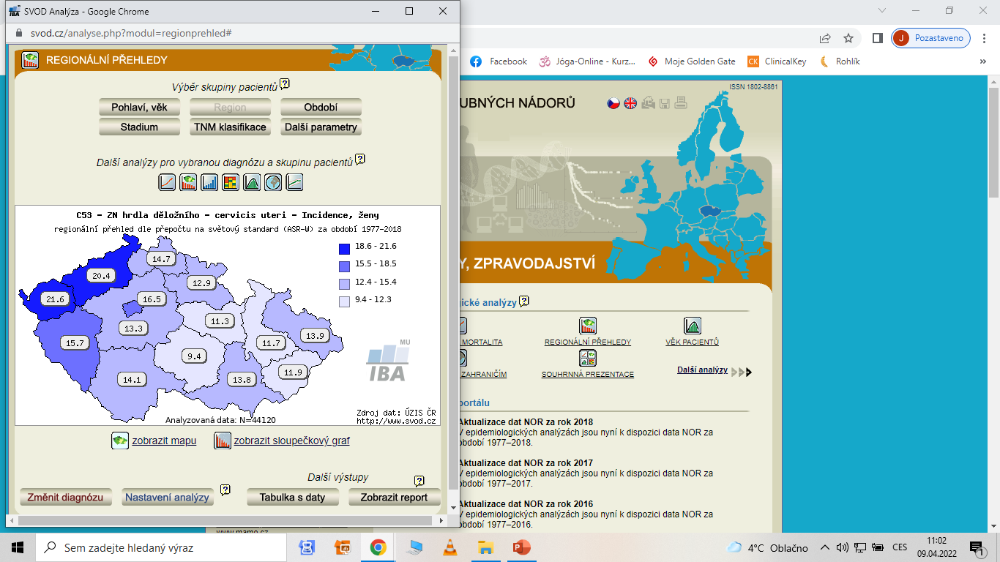 SVOD Analýza - Google Chrome
svod.cz/analyse.php?modul=regionprehled#
REGIONÁLNÍ PŘEHLEDY
Výběr skupiny pacientů ?
Pohlaví, věk
Region
Období
Stadium
TNM klasifikace
Další parametry
Další analýzy pro vybranou diagnózu a skupinu pacientů ?
C53 - ZN hrdla děložního - cervicis uteri - Incidence, ženy
regionální přehled dle přepočtu na světový standard (ASR-W) za období 1977-2018
18.6 - 21.6
15.5 - 18.5
12.4 - 15.4
9.4 - 12.3
14.7
20.4
12.9
21.6
16.5
11.3
13.3
13.9
15.7
11.7
9.4
11.9
14.1
13.8
MU
IBA
Zdroj dat: ÚZIS ČR
http://www.svod.cz
Analyzovaná data: N=44120
zobrazit mapu
zobrazit sloupečkový graf
Další výstupy
?
Změnit diagnózu
Nastavení analýzy
?
Tabulka s daty
Zobrazit report
J Pozastaveno
Facebook
Jóga-Online - Kurz...
Moje Golden Gate
CK ClinicalKey
Rohlík
»
ISSN 1802-8861
UBNÝCH NÁDORŮ
Y, ZPRAVODAJSTVÍ
gické analýzy ?
MORTALITA
REGIONÁLNÍ PŘEHLEDY
VĚK PACIENTŮ
ZAHRANIČÍM
SOUHRNNÁ PREZENTACE
Další analýzy
portálu
Aktualizace dat NOR za rok 2018
V epidemiologických analýzách jsou nyní k dispozici data NOR za
období 1977–2018.
Aktualizace dat NOR za rok 2017
V epidemiologických analýzách jsou nyní k dispozici data NOR za
období 1977–2017.
Aktualizace dat NOR za rok 2016
V epidemiologických analýzách jsou nyní k dispozici data NOR za
období 1977–2016.
www.mamo.cz
Sem zadejte hledaný výraz
4°C Oblačno
CES
11:02
09.04.2022
1